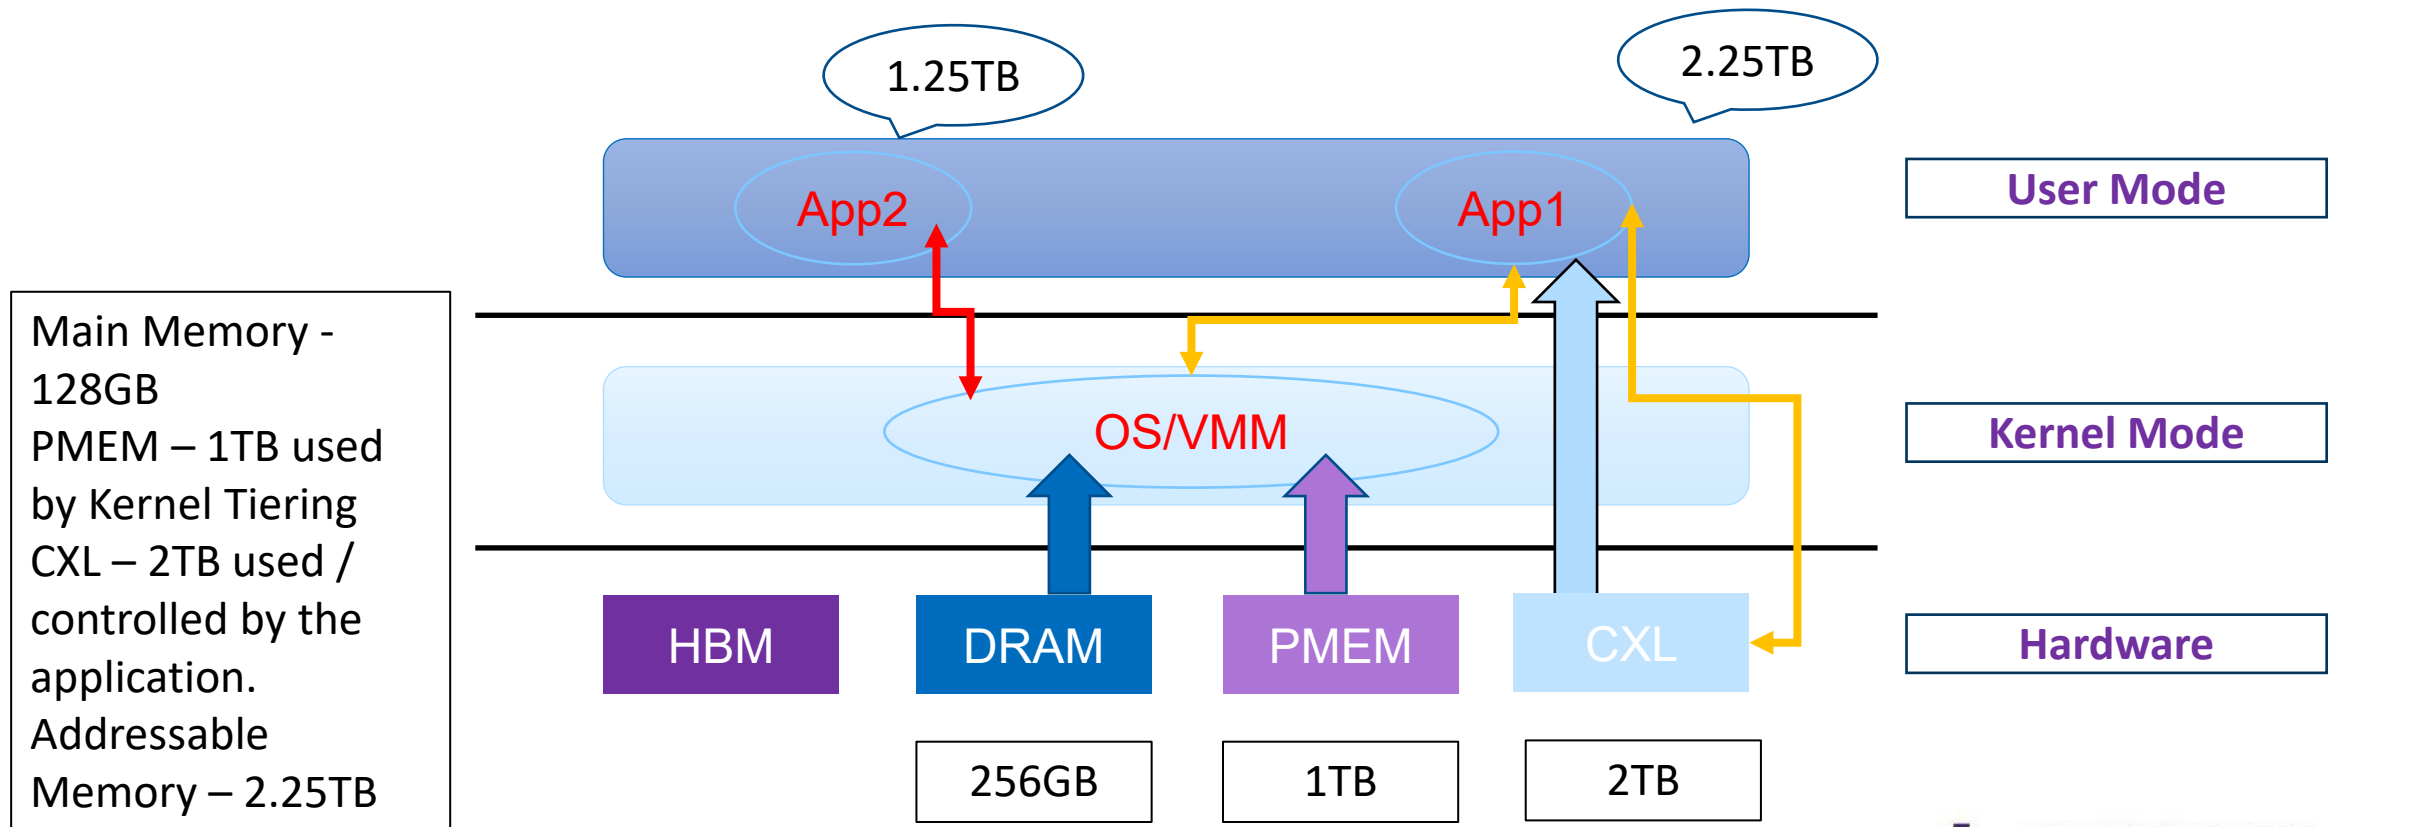 1.25TB
2.25TB
App2
App1
User Mode
Main Memory -
128GB
PMEM – 1TB used
by Kernel Tiering
CXL – 2TB used /
controlled by the
application.
Addressable
Memory – 2.25TB
OS/VMM
Kernel Mode
HBM
DRAM
PMEM
CXL
Hardware
256GB
1TB
2TB